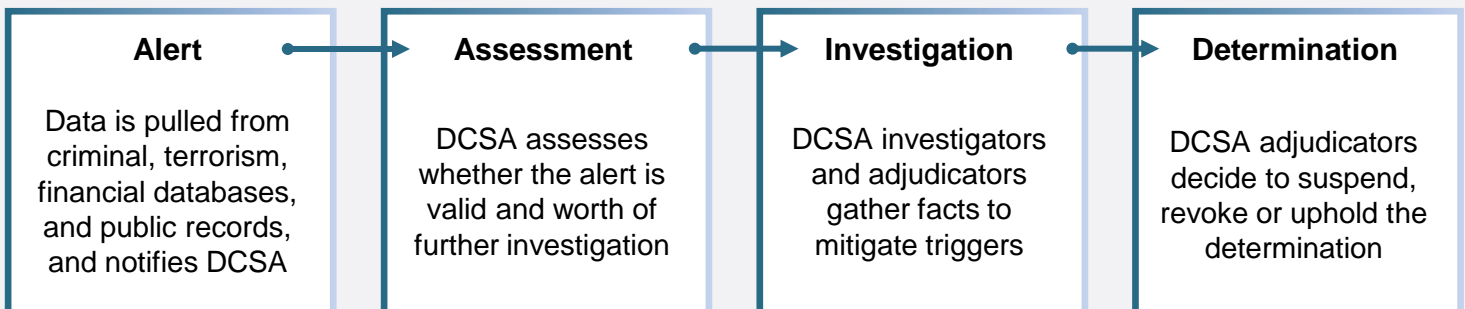 Alert
Data is pulled from
criminal, terrorism,
financial databases,
and public records,
and notifies DCSA
Assessment
DCSA assesses
whether the alert is
valid and worth of
further investigation
Investigation
DCSA investigators
and adjudicators
gather facts to
mitigate triggers
Determination
DCSA adjudicators
decide to suspend,
revoke or uphold the
determination